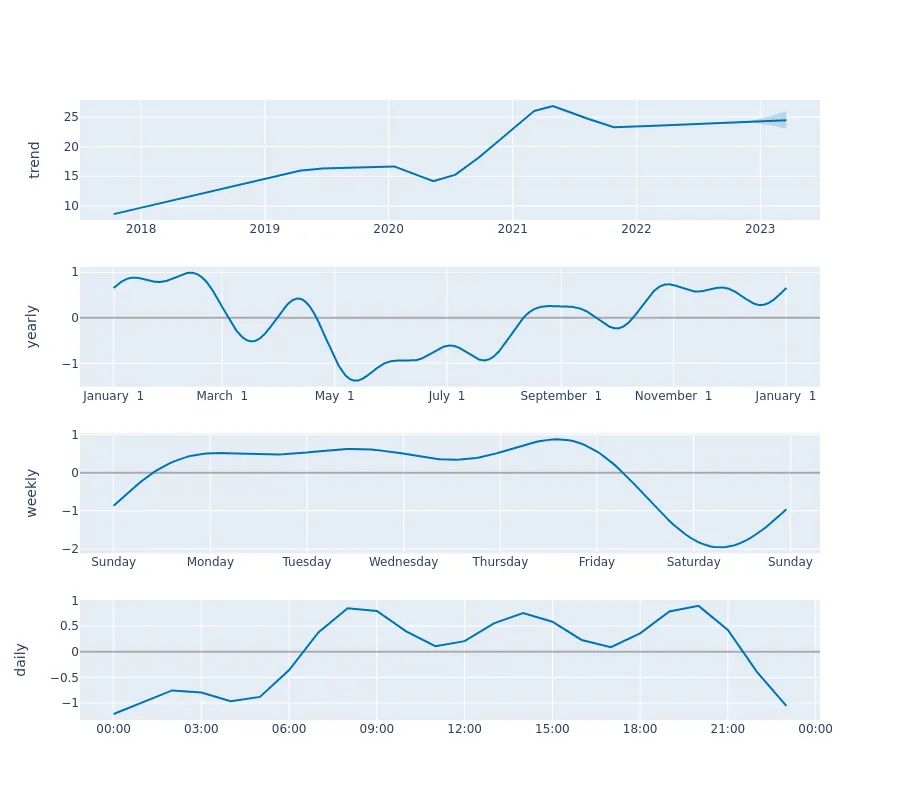 trend
25
20
15
10
2018 2019 2020 2021 2022 2023
yearly
1
0
−1
January 1 March 1 May 1 July 1 September 1 November 1 January 1
weekly
1
0
−1
−2
Sunday Monday Tuesday Wednesday Thursday Friday Saturday Sunday
daily
1
0.5
0
−0.5
−1
00:00 03:00 06:00 09:00 12:00 15:00 18:00 21:00 00:00